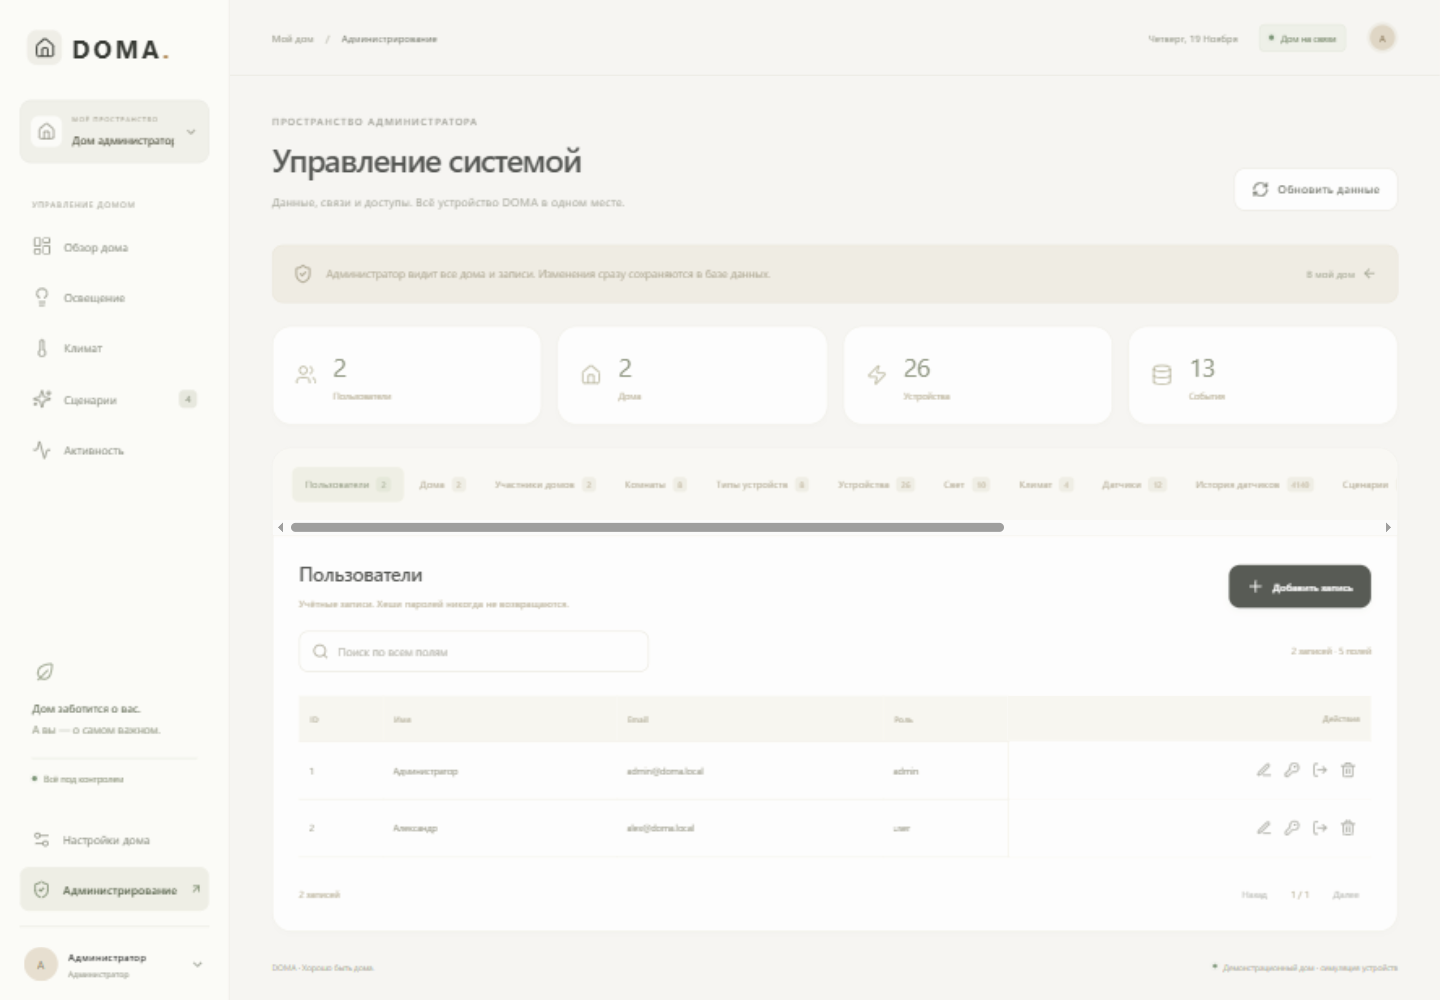 DOMA.
МОЁ ПРОСТРАНСТВО
Дом администратор
УПРАВЛЕНИЕ ДОМОМ
Обзор дома
Освещение
Климат
Сценарии 4
Активность
Дом заботится о вас.
А вы — о самом важном.
Всё под контролем
Настройки дома
Администрирование
А Администратор
Администратор
Мой дом / Администрирование
Четверг, 19 Ноября
Дом на связи
А
ПРОСТРАНСТВО АДМИНИСТРАТОРА
Управление системой
Данные, связи и доступы. Всё устройство DOMA в одном месте.
Обновить данные
Администратор видит все дома и записи. Изменения сразу сохраняются в базе данных.
В мой дом
2
Пользователи
2
Дома
26
Устройства
13
События
Пользователи 2 Дома 2 Участники домов 2 Комнаты 8 Типы устройств 8 Устройства 26 Свет 10 Климат 4 Датчики 12 История датчиков 4140 Сценарии
Пользователи
Учётные записи. Хеши паролей никогда не возвращаются.
Добавить запись
Поиск по всем полям
2 записей · 5 полей
ID Имя Email Роль Действия
1 Администратор admin@doma.local admin
2 Александр alex@doma.local user
2 записей
Назад 1 / 1 Далее
DOMA · Хорошо быть дома
Демонстрационный дом · симуляция устройств